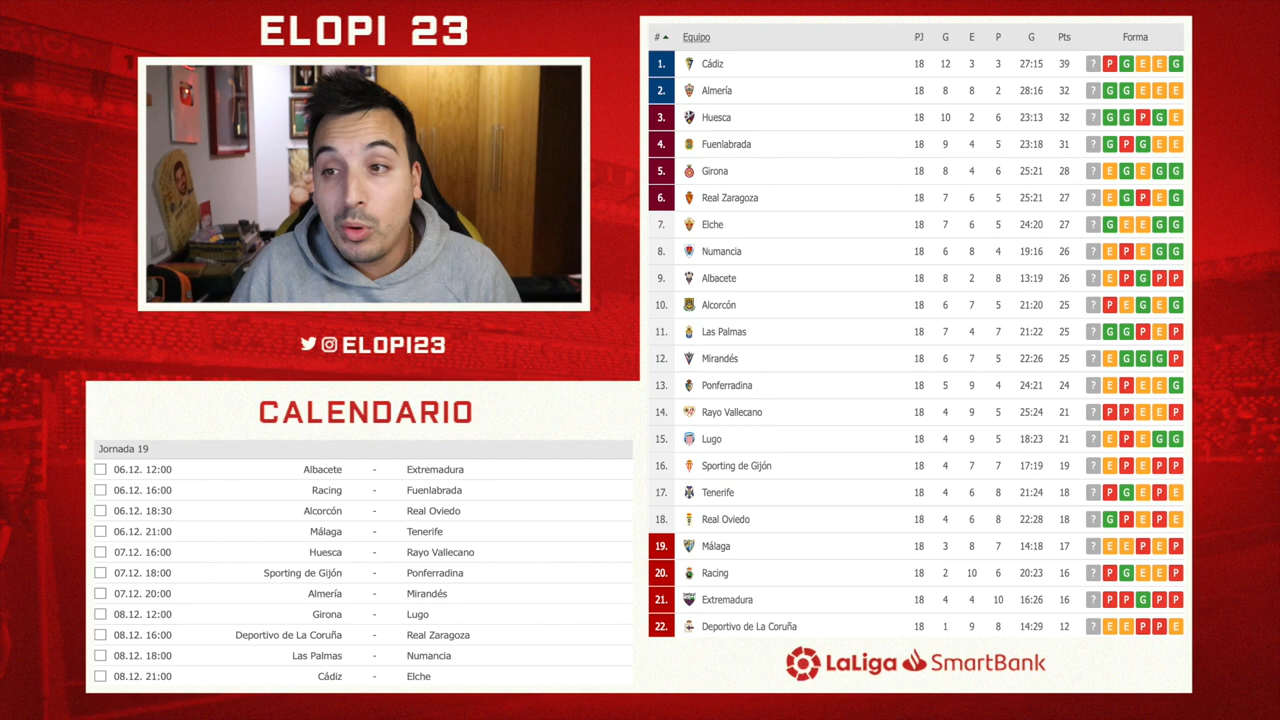 ELOPI 23
ELOPI23
CALENDARIO
Jornada 19
06.12. 12:00 Albacete - Extremadura
06.12. 16:00 Racing - Fuenlabrada
06.12. 18:30 Alcorcón - Real Oviedo
06.12. 21:00 Málaga - Tenerife
07.12. 16:00 Huesca - Rayo Vallecano
07.12. 18:00 Sporting de Gijón - Ponferradina
07.12. 20:00 Almería - Mirandés
08.12. 12:00 Girona - Lugo
08.12. 16:00 Deportivo de La Coruña - Real Zaragoza
08.12. 18:00 Las Palmas - Numancia
08.12. 21:00 Cádiz - Elche
# Equipo PJ G E P G Pts Forma
1. Cádiz 18 12 3 3 27:15 39 ? P G E E G
2. Almería 18 8 8 2 28:16 32 ? G G E E E
3. Huesca 18 10 2 6 23:13 32 ? G G P G E
4. Fuenlabrada 18 9 4 5 23:18 31 ? G P G E E
5. Girona 18 8 4 6 25:21 28 ? E G E G G
6. Real Zaragoza 18 7 6 5 25:21 27 ? E G P E G
7. Elche 18 7 6 5 24:20 27 ? G E E G G
8. Numancia 18 6 8 4 19:16 26 ? E P E G G
9. Albacete 18 8 2 8 13:19 26 ? E P G P P
10. Alcorcón 18 6 7 5 21:20 25 ? P E G E G
11. Las Palmas 18 7 4 7 21:22 25 ? G G P E P
12. Mirandés 18 6 7 5 22:26 25 ? E G G G P
13. Ponferradina 18 5 9 4 24:21 24 ? E P E E G
14. Rayo Vallecano 18 4 9 5 25:24 21 ? P P E E P
15. Lugo 18 4 9 5 18:23 21 ? E P E G G
16. Sporting de Gijón 18 4 7 7 17:19 19 ? E P E P P
17. Tenerife 18 4 6 8 21:24 18 ? P G E P E
18. Real Oviedo 18 4 6 8 22:28 18 ? G P E P E
19. Málaga 18 3 8 7 14:18 17 ? E E P E P
20. Racing 18 2 10 6 20:23 16 ? P G E E P
21. Extremadura 18 4 4 10 16:26 16 ? P P G P P
22. Deportivo de La Coruña 18 1 9 8 14:29 12 ? E E P P E
LaLiga SmartBank